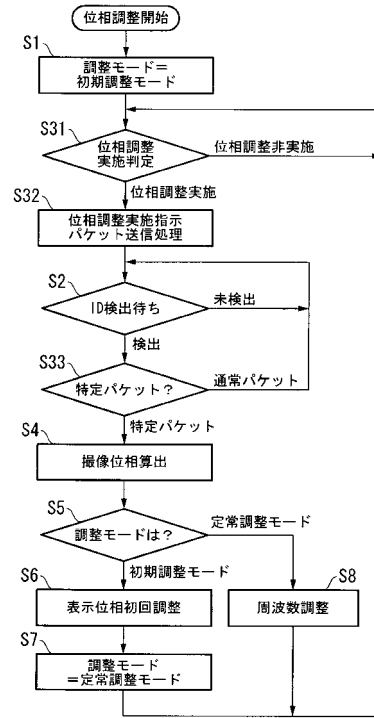 位相調整開始
S1
調整モード＝
初期調整モード
S31
位相調整
実施判定
位相調整非実施
位相調整実施
S32
位相調整実施指示
パケット送信処理
S2
ID検出待ち
未検出
検出
S33
特定パケット？
通常パケット
特定パケット
S4
撮像位相算出
S5
調整モードは？
定常調整モード
初期調整モード
S6
表示位相初回調整
S8
周波数調整
S7
調整モード
＝定常調整モード